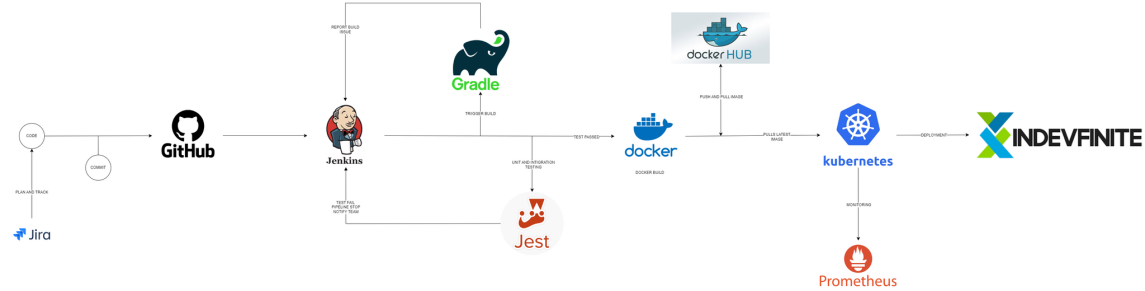 REPORT BUILD
ISSUE
Gradle
docker HUB
TRIGGER BUILD
PUSH AND PULL IMAGE
CODE
GitHub
Jenkins
TEST PASSED
docker
PULLS LATEST
IMAGE
kubernetes
DEPLOYMENT
INDEVFINITE
COMMIT
UNIT AND INTIGRATION
TESTING
DOCKER BUILD
PLAN AND TRACK
TEST FAIL
PIPELINE STOP
NOTIFY TEAM
MONITORING
Jira
Jest
Prometheus